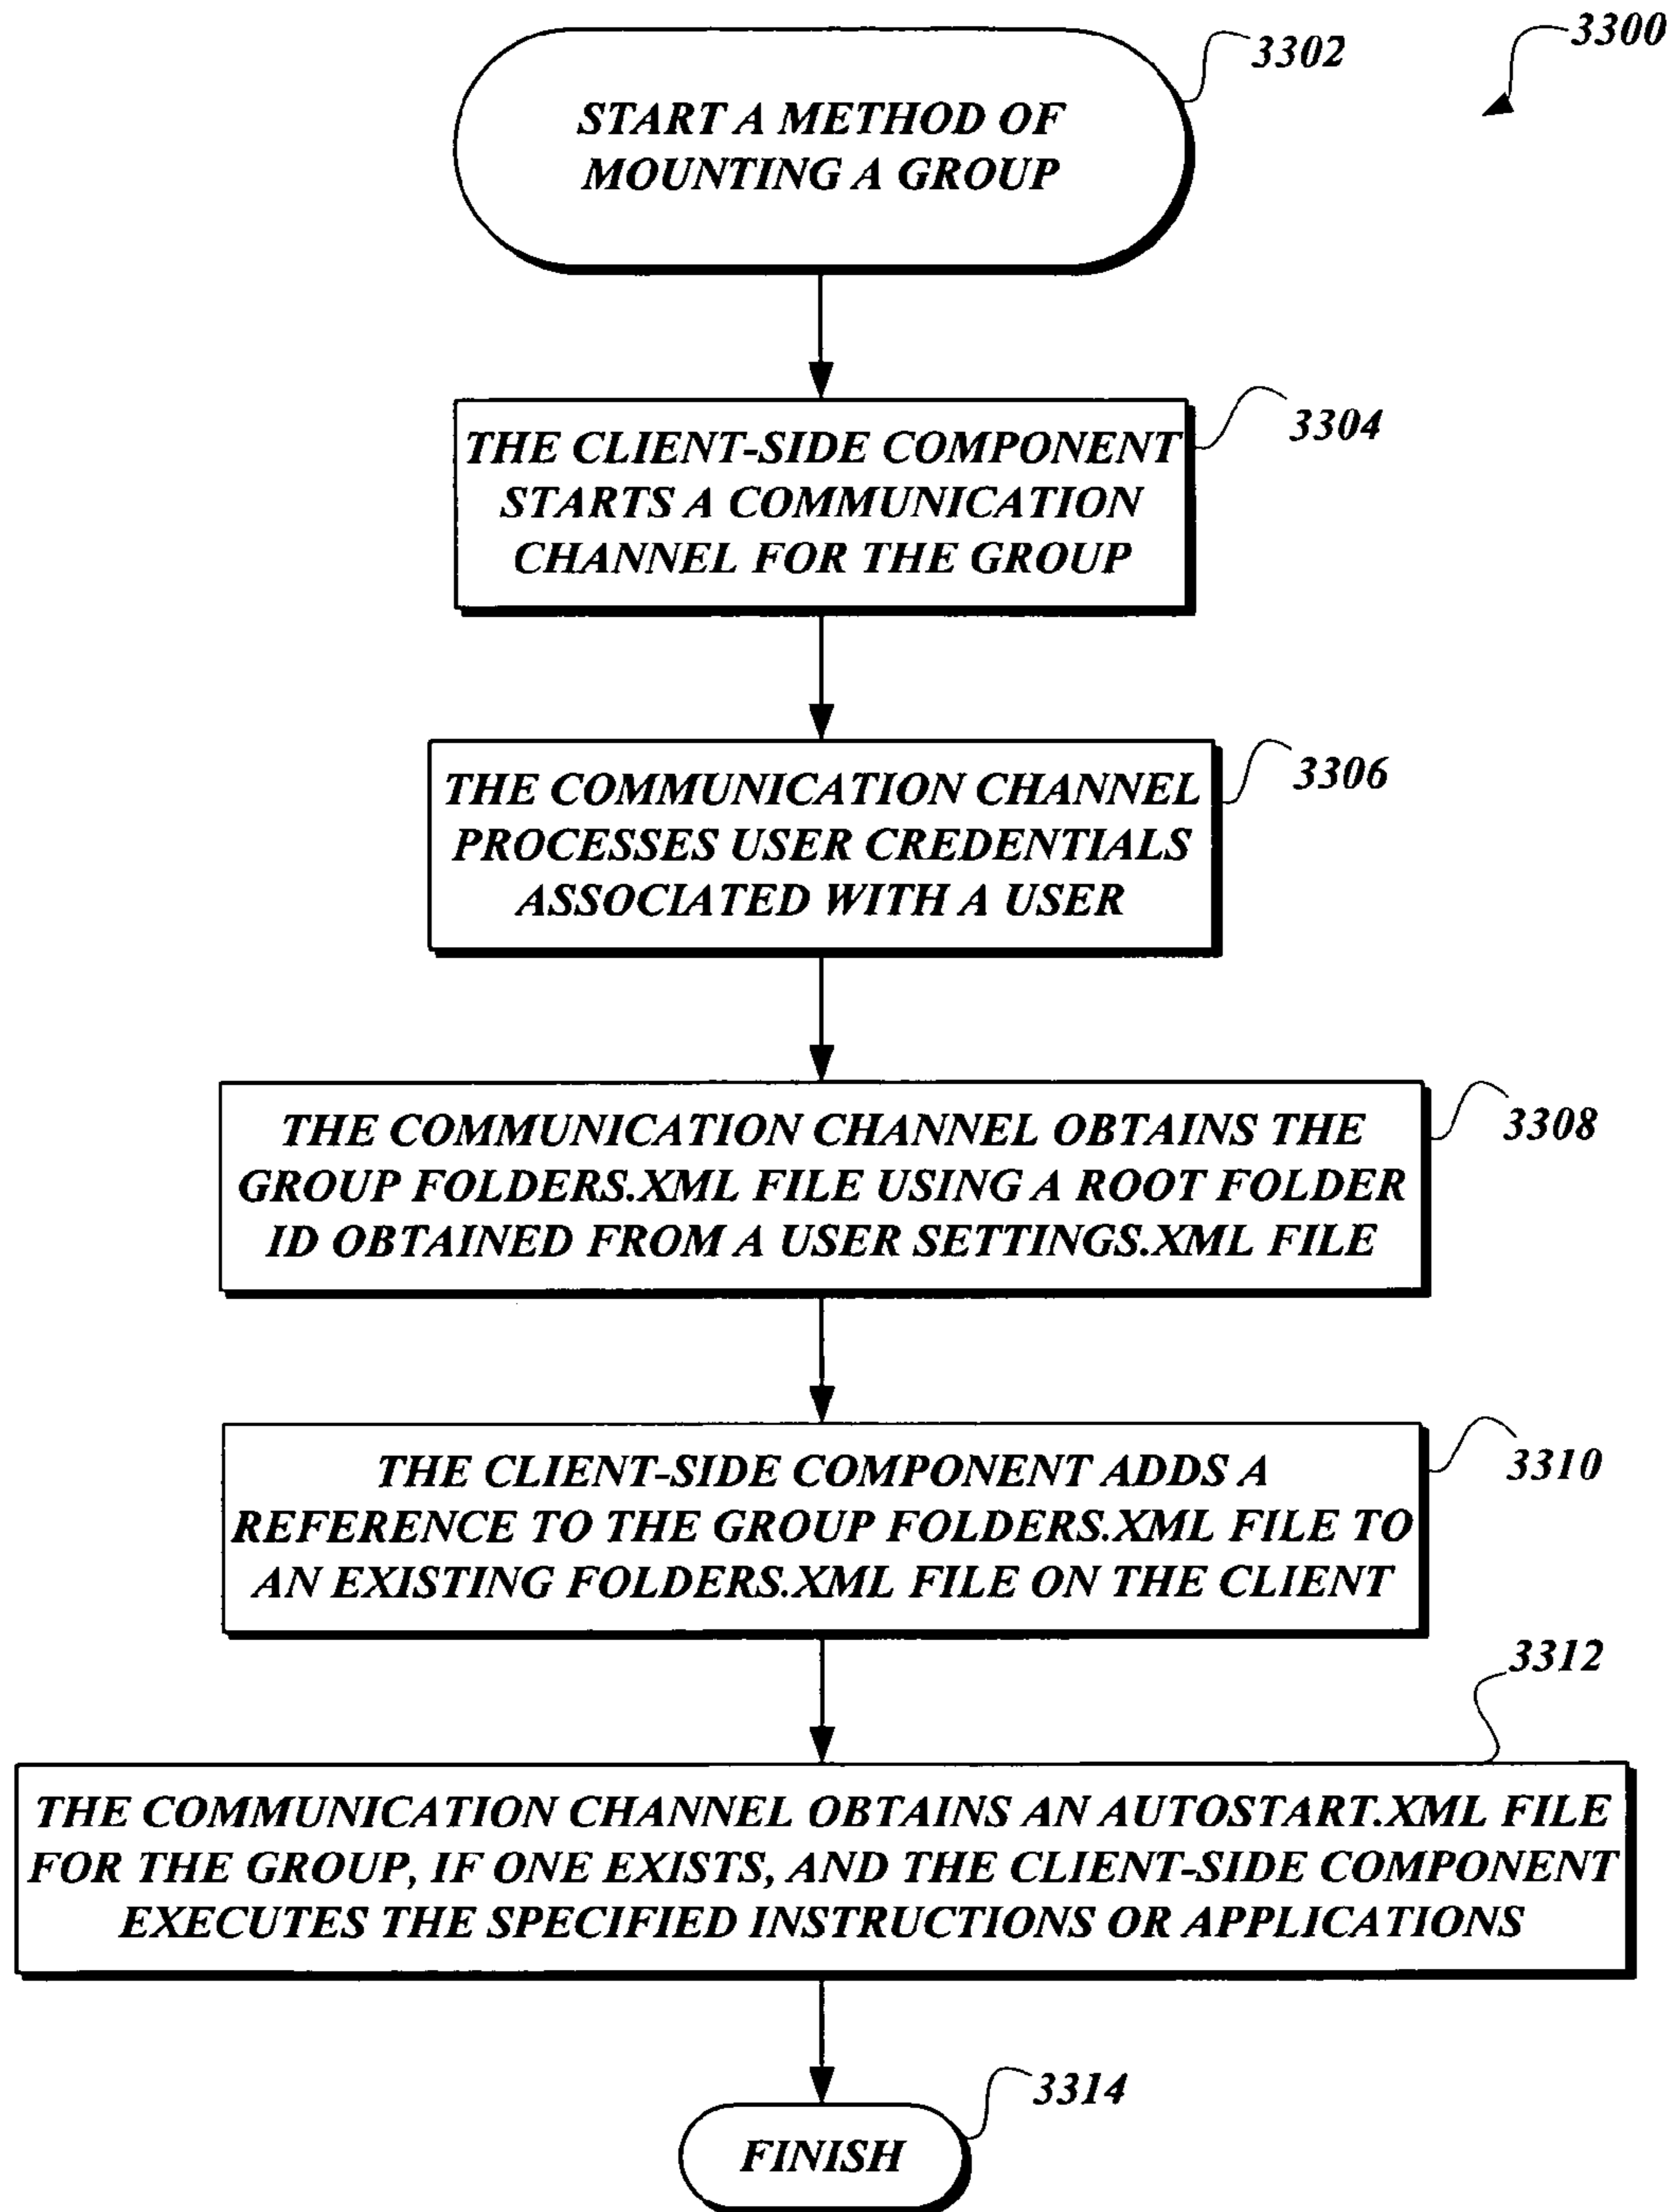 3300
3302
START A METHOD OF
MOUNTING A GROUP
3304
THE CLIENT-SIDE COMPONENT
STARTS A COMMUNICATION
CHANNEL FOR THE GROUP
3306
THE COMMUNICATION CHANNEL
PROCESSES USER CREDENTIALS
ASSOCIATED WITH A USER
3308
THE COMMUNICATION CHANNEL OBTAINS THE
GROUP FOLDERS.XML FILE USING A ROOT FOLDER
ID OBTAINED FROM A USER SETTINGS.XML FILE
3310
THE CLIENT-SIDE COMPONENT ADDS A
REFERENCE TO THE GROUP FOLDERS.XML FILE TO
AN EXISTING FOLDERS.XML FILE ON THE CLIENT
3312
THE COMMUNICATION CHANNEL OBTAINS AN AUTOSTART.XML FILE
FOR THE GROUP, IF ONE EXISTS, AND THE CLIENT-SIDE COMPONENT
EXECUTES THE SPECIFIED INSTRUCTIONS OR APPLICATIONS
3314
FINISH